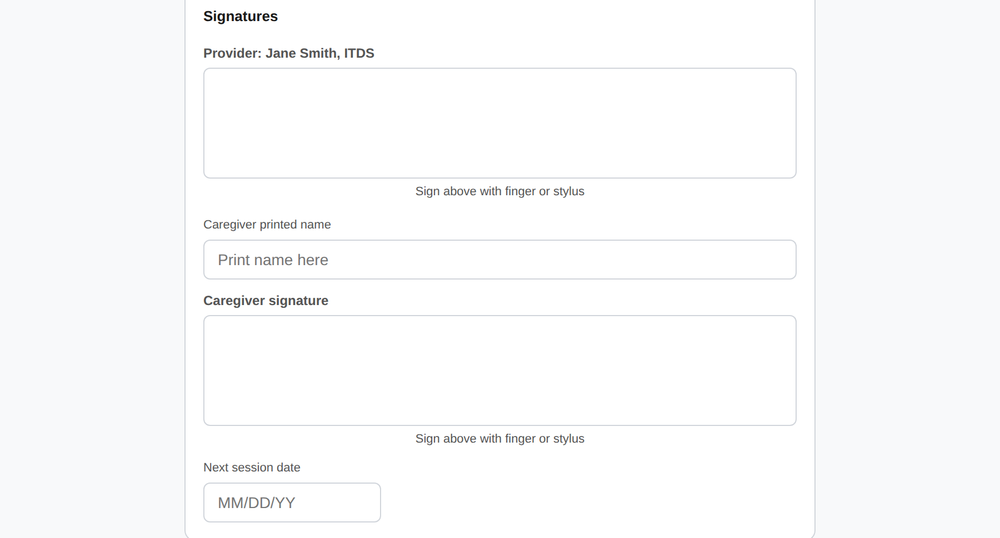 Signatures
Provider: Jane Smith, ITDS
Sign above with finger or stylus
Caregiver printed name
Print name here
Caregiver signature
Sign above with finger or stylus
Next session date
MM/DD/YY